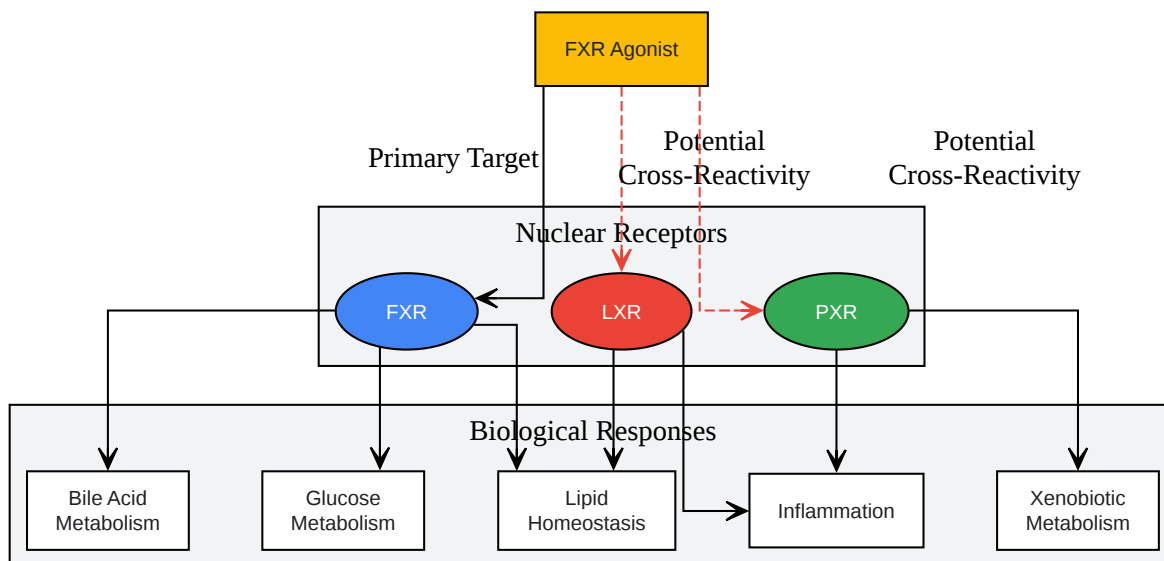 FXR Agonist
Primary Target
Potential
Cross-Reactivity
Potential
Cross-Reactivity
Nuclear Receptors
FXR
LXR
PXR
Biological Responses
Bile Acid
Metabolism
Glucose
Metabolism
Lipid
Homeostasis
Inflammation
Xenobiotic
Metabolism